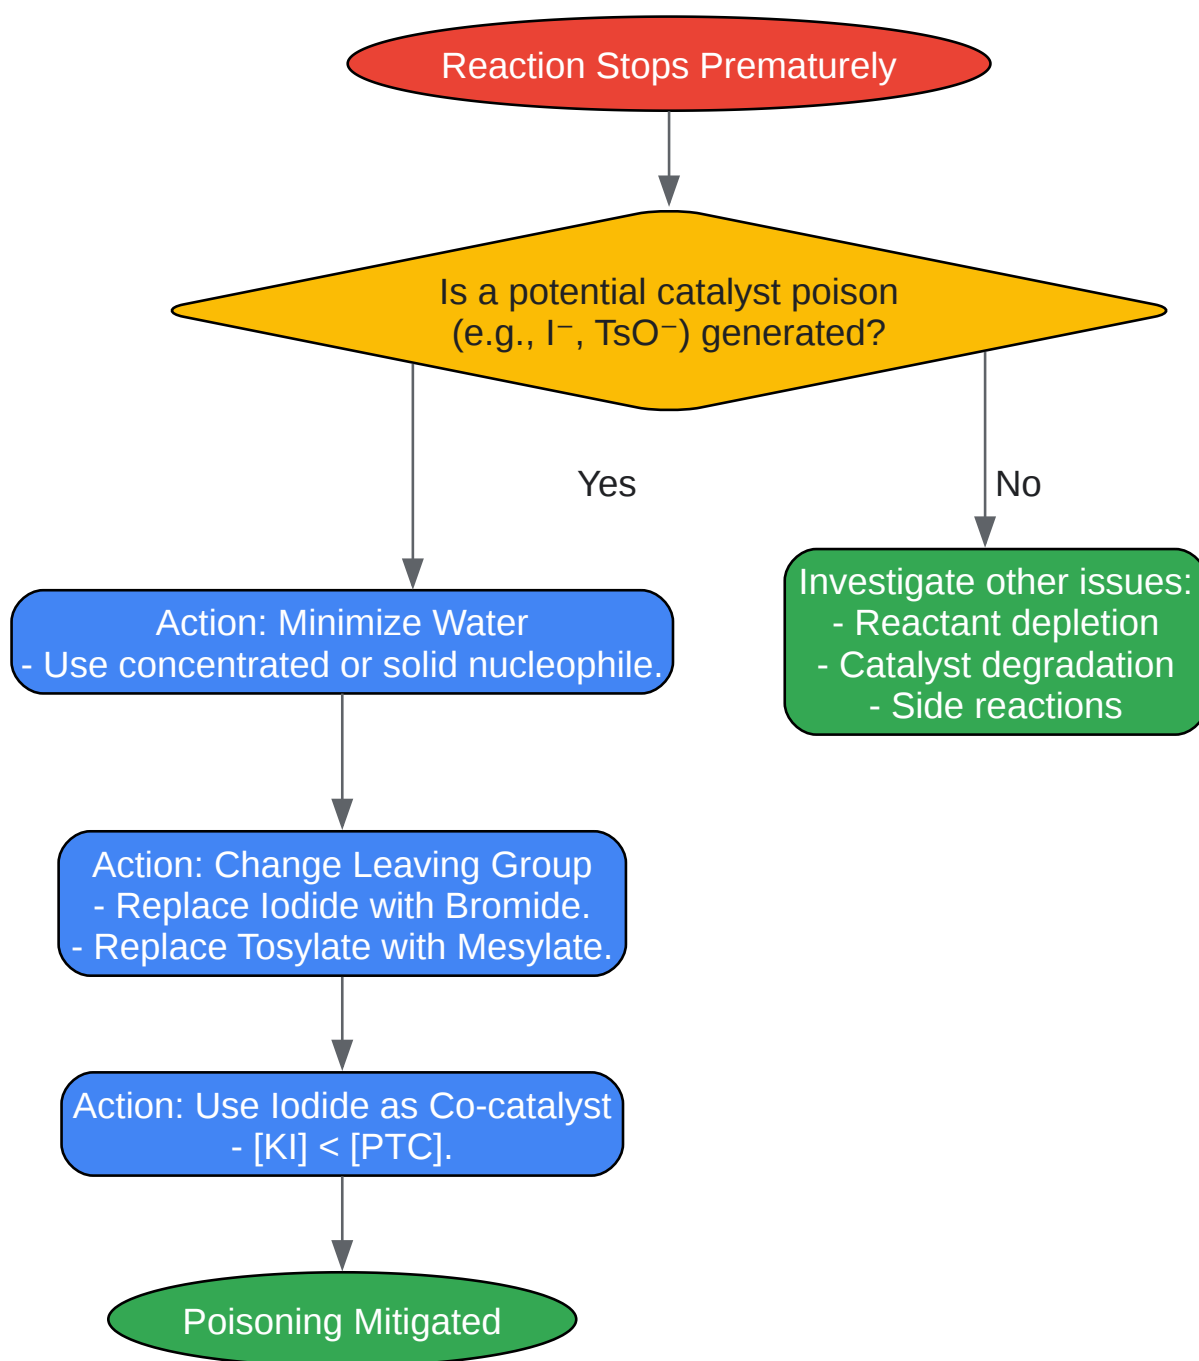 Reaction Stops Prematurely
Is a potential catalyst poison
(e.g., I⁻, TsO⁻) generated?
Yes
No
Action: Minimize Water
- Use concentrated or solid nucleophile.
Investigate other issues:
- Reactant depletion
- Catalyst degradation
- Side reactions
Action: Change Leaving Group
- Replace Iodide with Bromide.
- Replace Tosylate with Mesylate.
Action: Use Iodide as Co-catalyst
- [KI] < [PTC].
Poisoning Mitigated